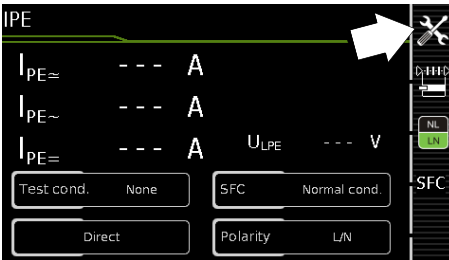 IPE
IPE≃ --- A
IPE~ --- A
IPE= --- A
ULPE --- V
NL
LN
SFC
Test cond. None
SFC Normal cond.
Direct
Polarity L/N